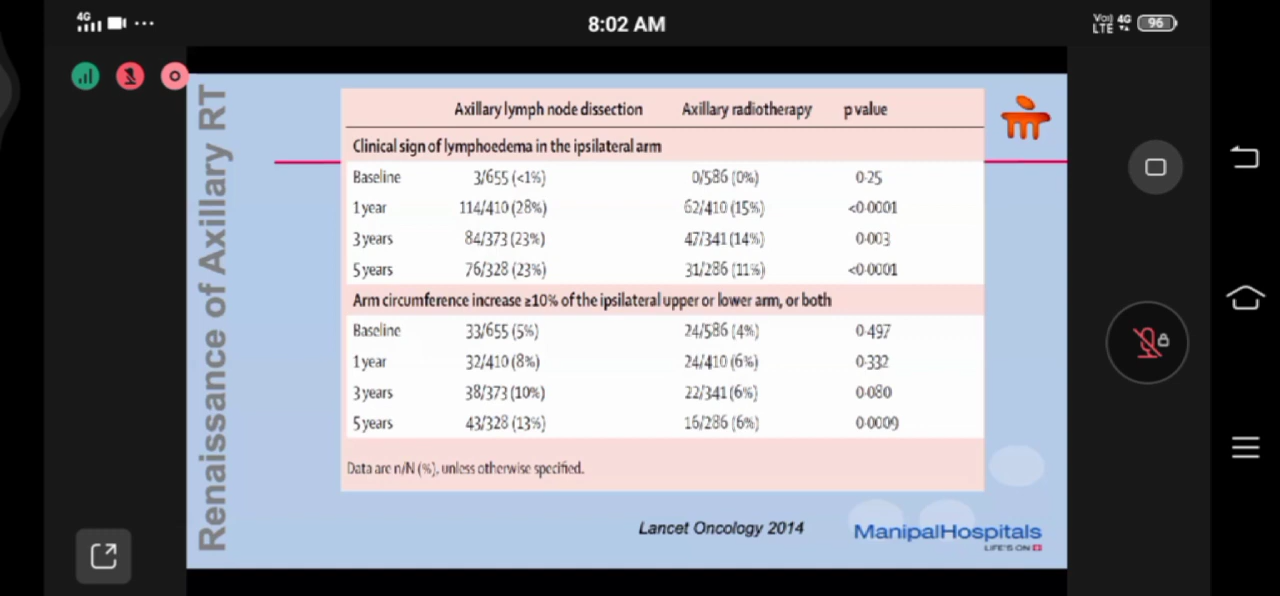 4G
8:02 AM
Vo)) 4G
LTE
96
Renaissance of Axillary RT
Axillary lymph node dissection Axillary radiotherapy p value
Clinical sign of lymphoedema in the ipsilateral arm
Baseline 3/655 (<1%) 0/586 (0%) 0·25
1 year 114/410 (28%) 62/410 (15%) <0·0001
3 years 84/373 (23%) 47/341 (14%) 0·003
5 years 76/328 (23%) 31/286 (11%) <0·0001
Arm circumference increase ≥10% of the ipsilateral upper or lower arm, or both
Baseline 33/655 (5%) 24/586 (4%) 0·497
1 year 32/410 (8%) 24/410 (6%) 0·332
3 years 38/373 (10%) 22/341 (6%) 0·080
5 years 43/328 (13%) 16/286 (6%) 0·0009
Data are n/N (%), unless otherwise specified.
Lancet Oncology 2014
ManipalHospitals
LIFE'S ON